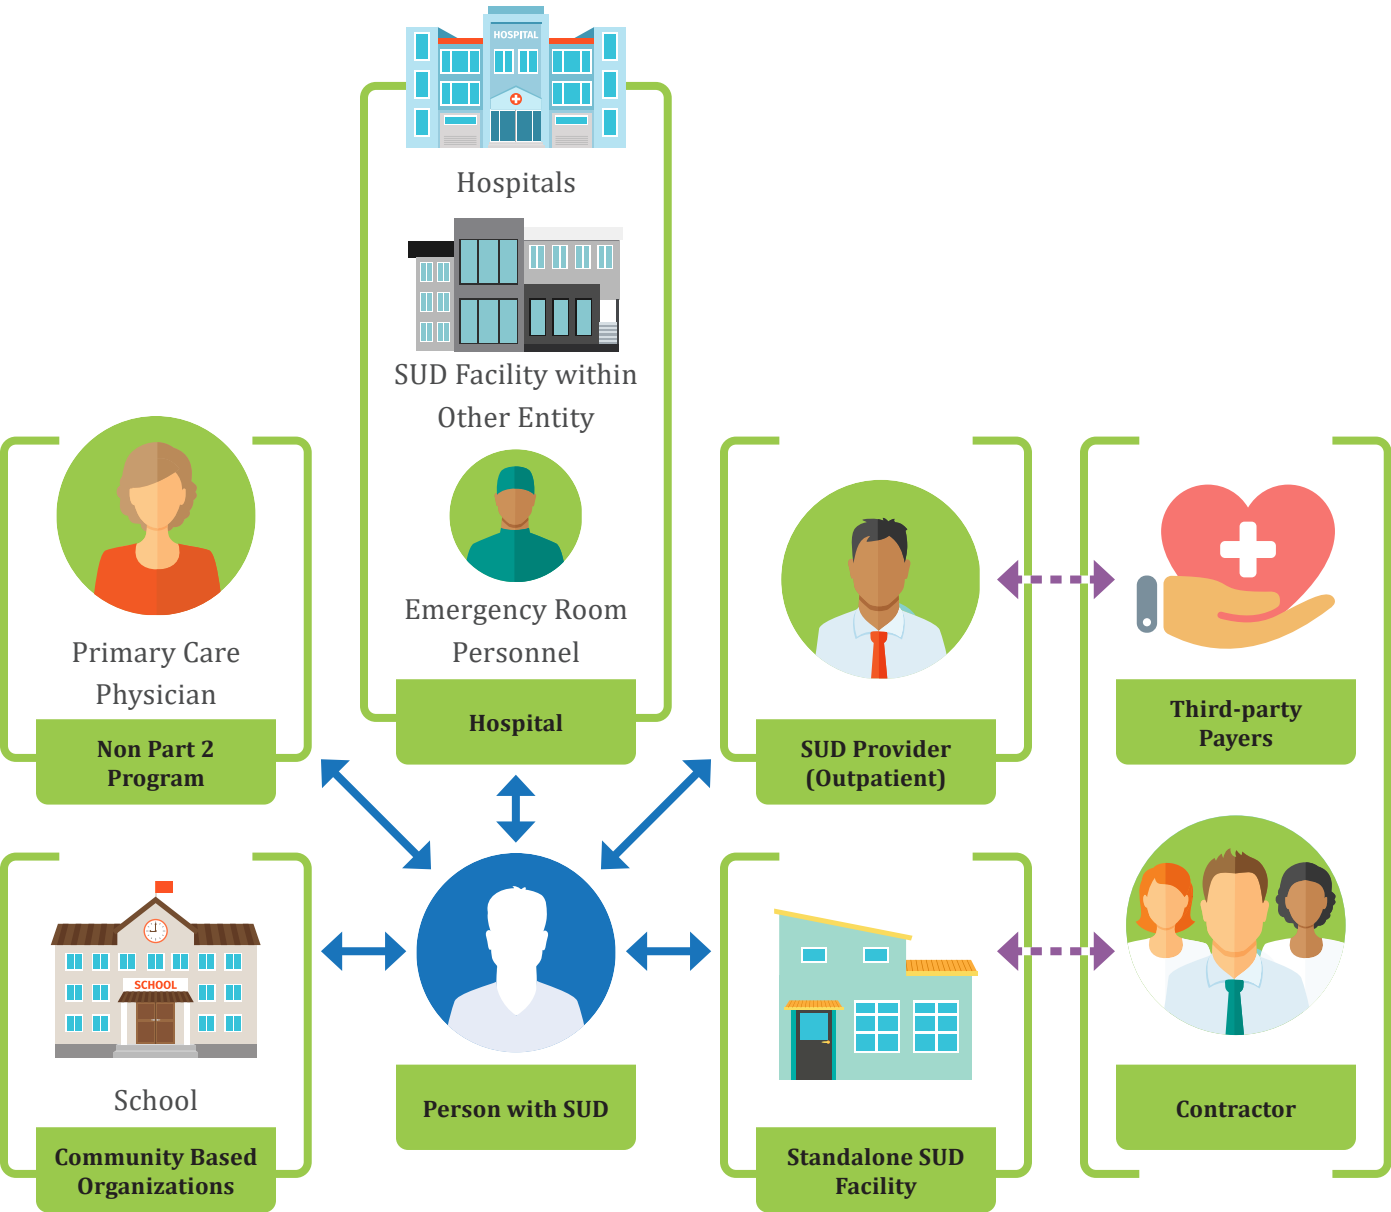 HOSPITAL
Hospitals
SUD Facility within
Other Entity
Emergency Room
Personnel
Hospital
Primary Care
Physician
Non Part 2
Program
SUD Provider
(Outpatient)
Third-party
Payers
SCHOOL
School
Community Based
Organizations
Person with SUD
Standalone SUD
Facility
Contractor